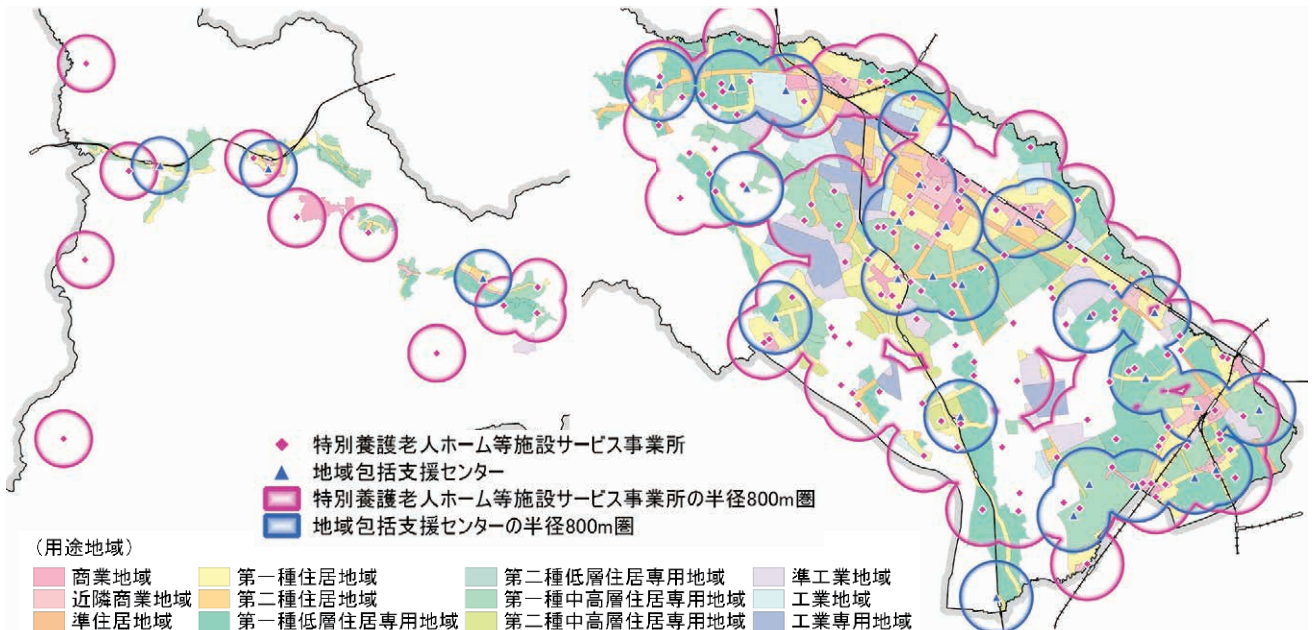 特別養護老人ホーム等施設サービス事業所
地域包括支援センター
特別養護老人ホーム等施設サービス事業所の半径800m圏
地域包括支援センターの半径800m圏
（用途地域）
商業地域 第一種住居地域 第二種低層住居専用地域 準工業地域
近隣商業地域 第二種住居地域 第一種中高層住居専用地域 工業地域
準住居地域 第一種低層住居専用地域 第二種中高層住居専用地域 工業専用地域